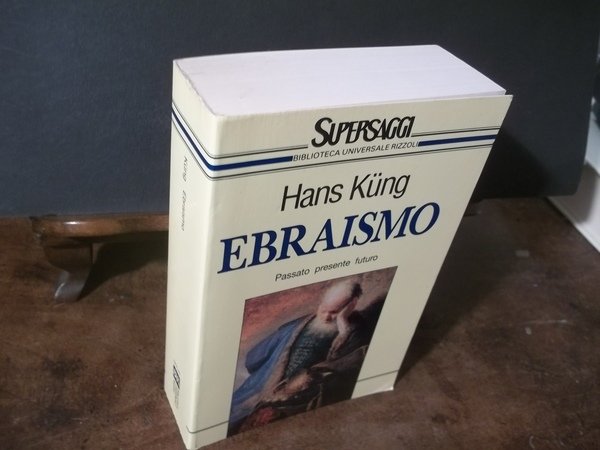 SUPERSAGGI
BIBLIOTECA UNIVERSALE RIZZOLI
Hans Küng
EBRAISMO
Passato presente futuro
Küng Ebraismo